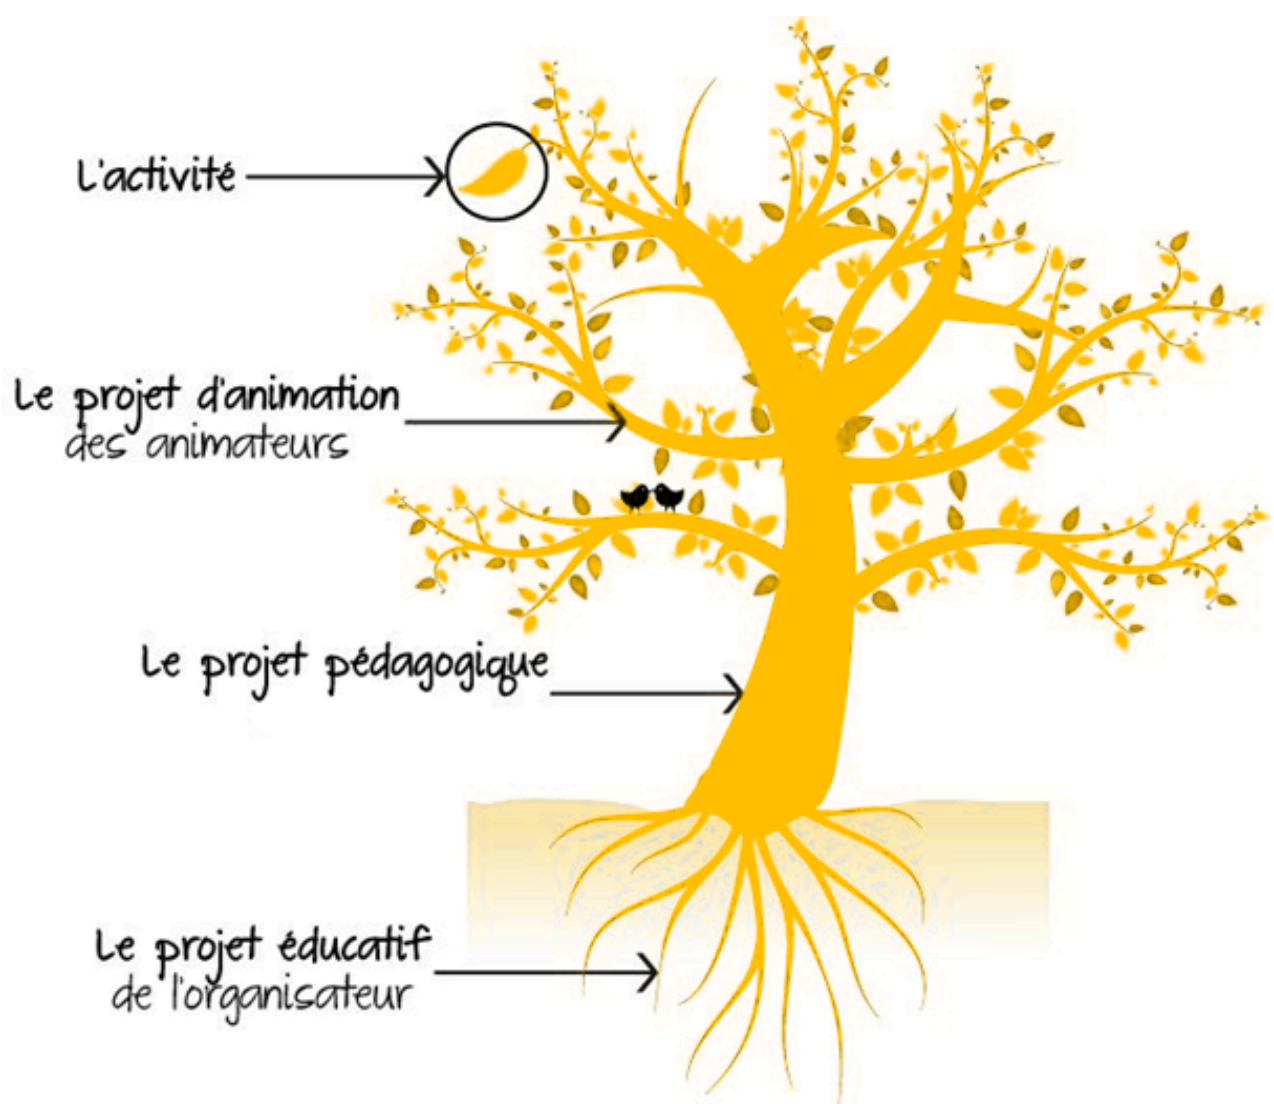 L'activité
Le projet d'animation
des animateurs
Le projet pédagogique
Le projet éducatif
de l'organisateur